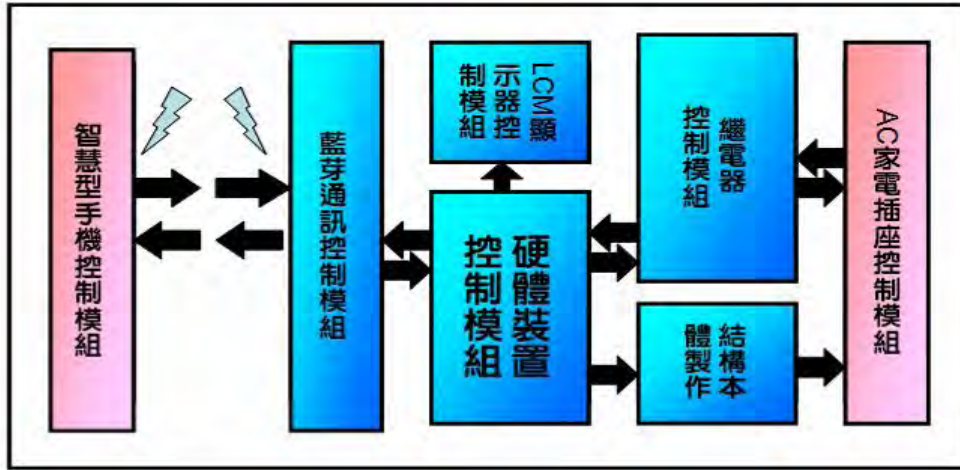 智慧型手機控制模組
藍芽通訊控制模組
LCM顯
示器控
制模組
硬體裝置
控制模組
繼電器
控制模組
結構本
體製作
AC家電插座控制模組